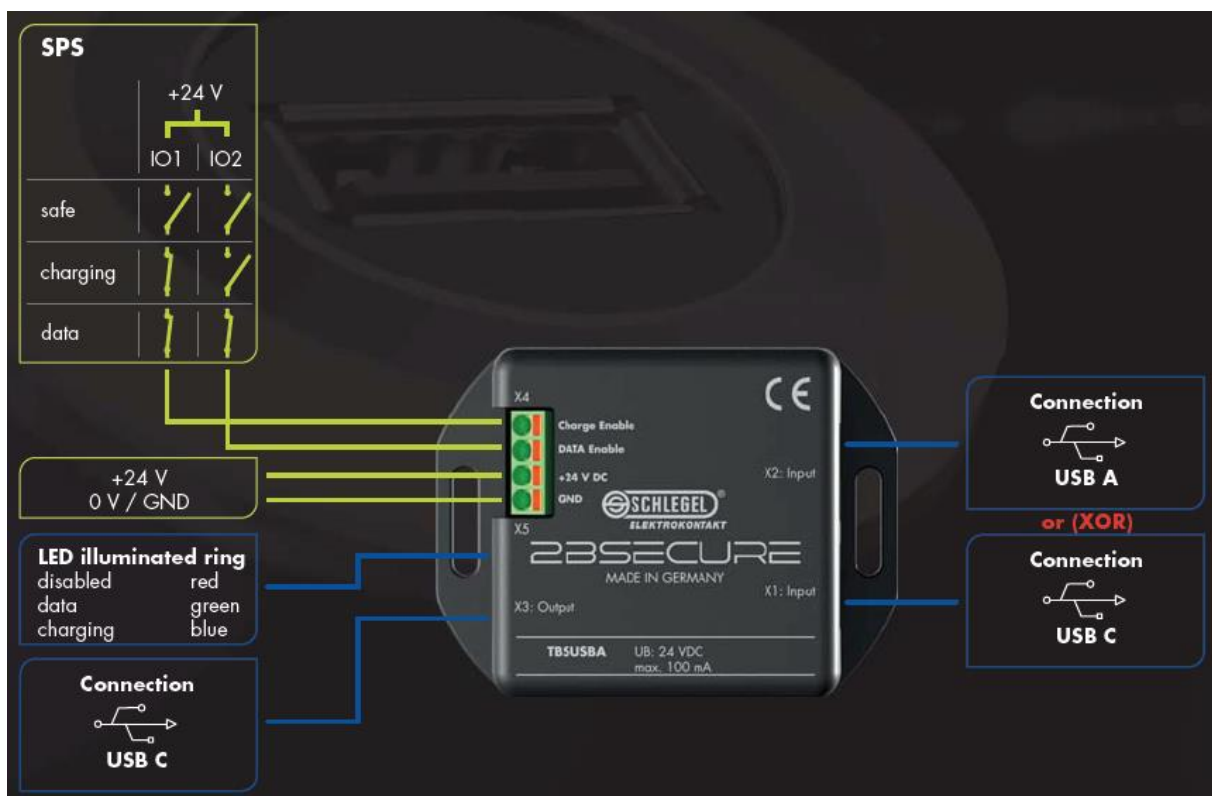 SPS
+24 V
IO1 IO2
safe
charging
data
+24 V
0 V / GND
LED illuminated ring
disabled red
data green
charging blue
Connection
USB C
X4
Charge Enable
DATA Enable
+24 V DC
GND
X5
SCHLEGEL®
ELEKTROKONTAKT
2BSECURE
MADE IN GERMANY
X3: Output
TB5USBA UB: 24 VDC
max. 100 mA
CE
X2: Input
X1: Input
Connection
USB A
or (XOR)
Connection
USB C